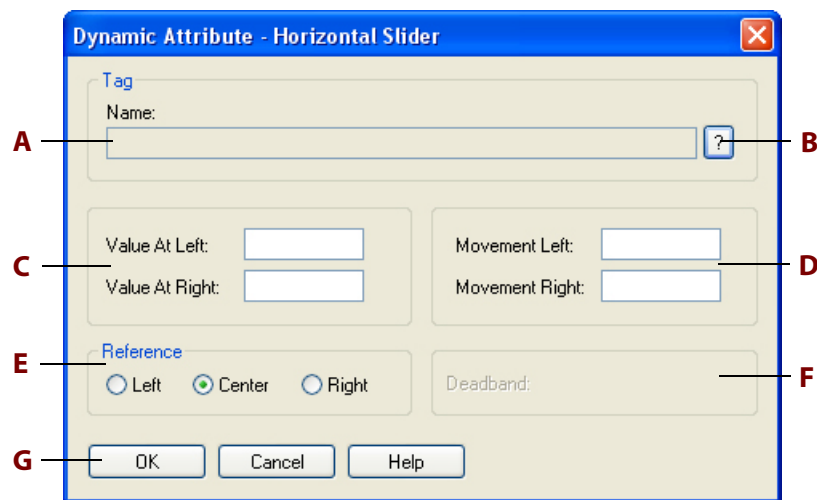 Dynamic Attribute - Horizontal Slider
Tag
Name:
A
?
B
Value At Left:
Movement Left:
C
D
Value At Right:
Movement Right:
Reference
E
Left
Center
Right
Deadband:
F
G
OK
Cancel
Help